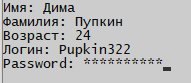 Имя: Дима
Фамилия: Пупкин
Возраст: 24
Логин: Pupkin322
Password: **********